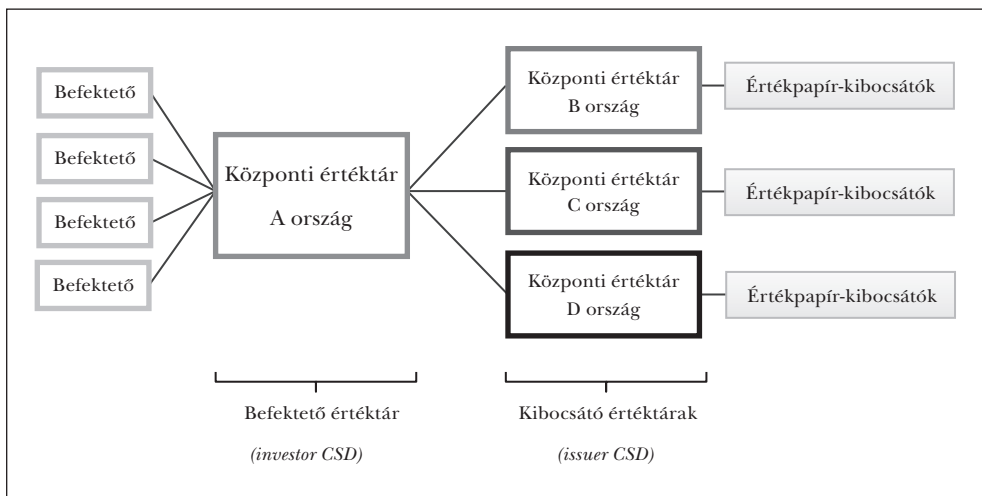 Befektető
Befektető
Befektető
Befektető
Központi értéktár
A ország
Központi értéktár
B ország
Értékpapír-kibocsátók
Központi értéktár
C ország
Értékpapír-kibocsátók
Központi értéktár
D ország
Értékpapír-kibocsátók
Befektető értéktár
(investor CSD)
Kibocsátó értéktárak
(issuer CSD)